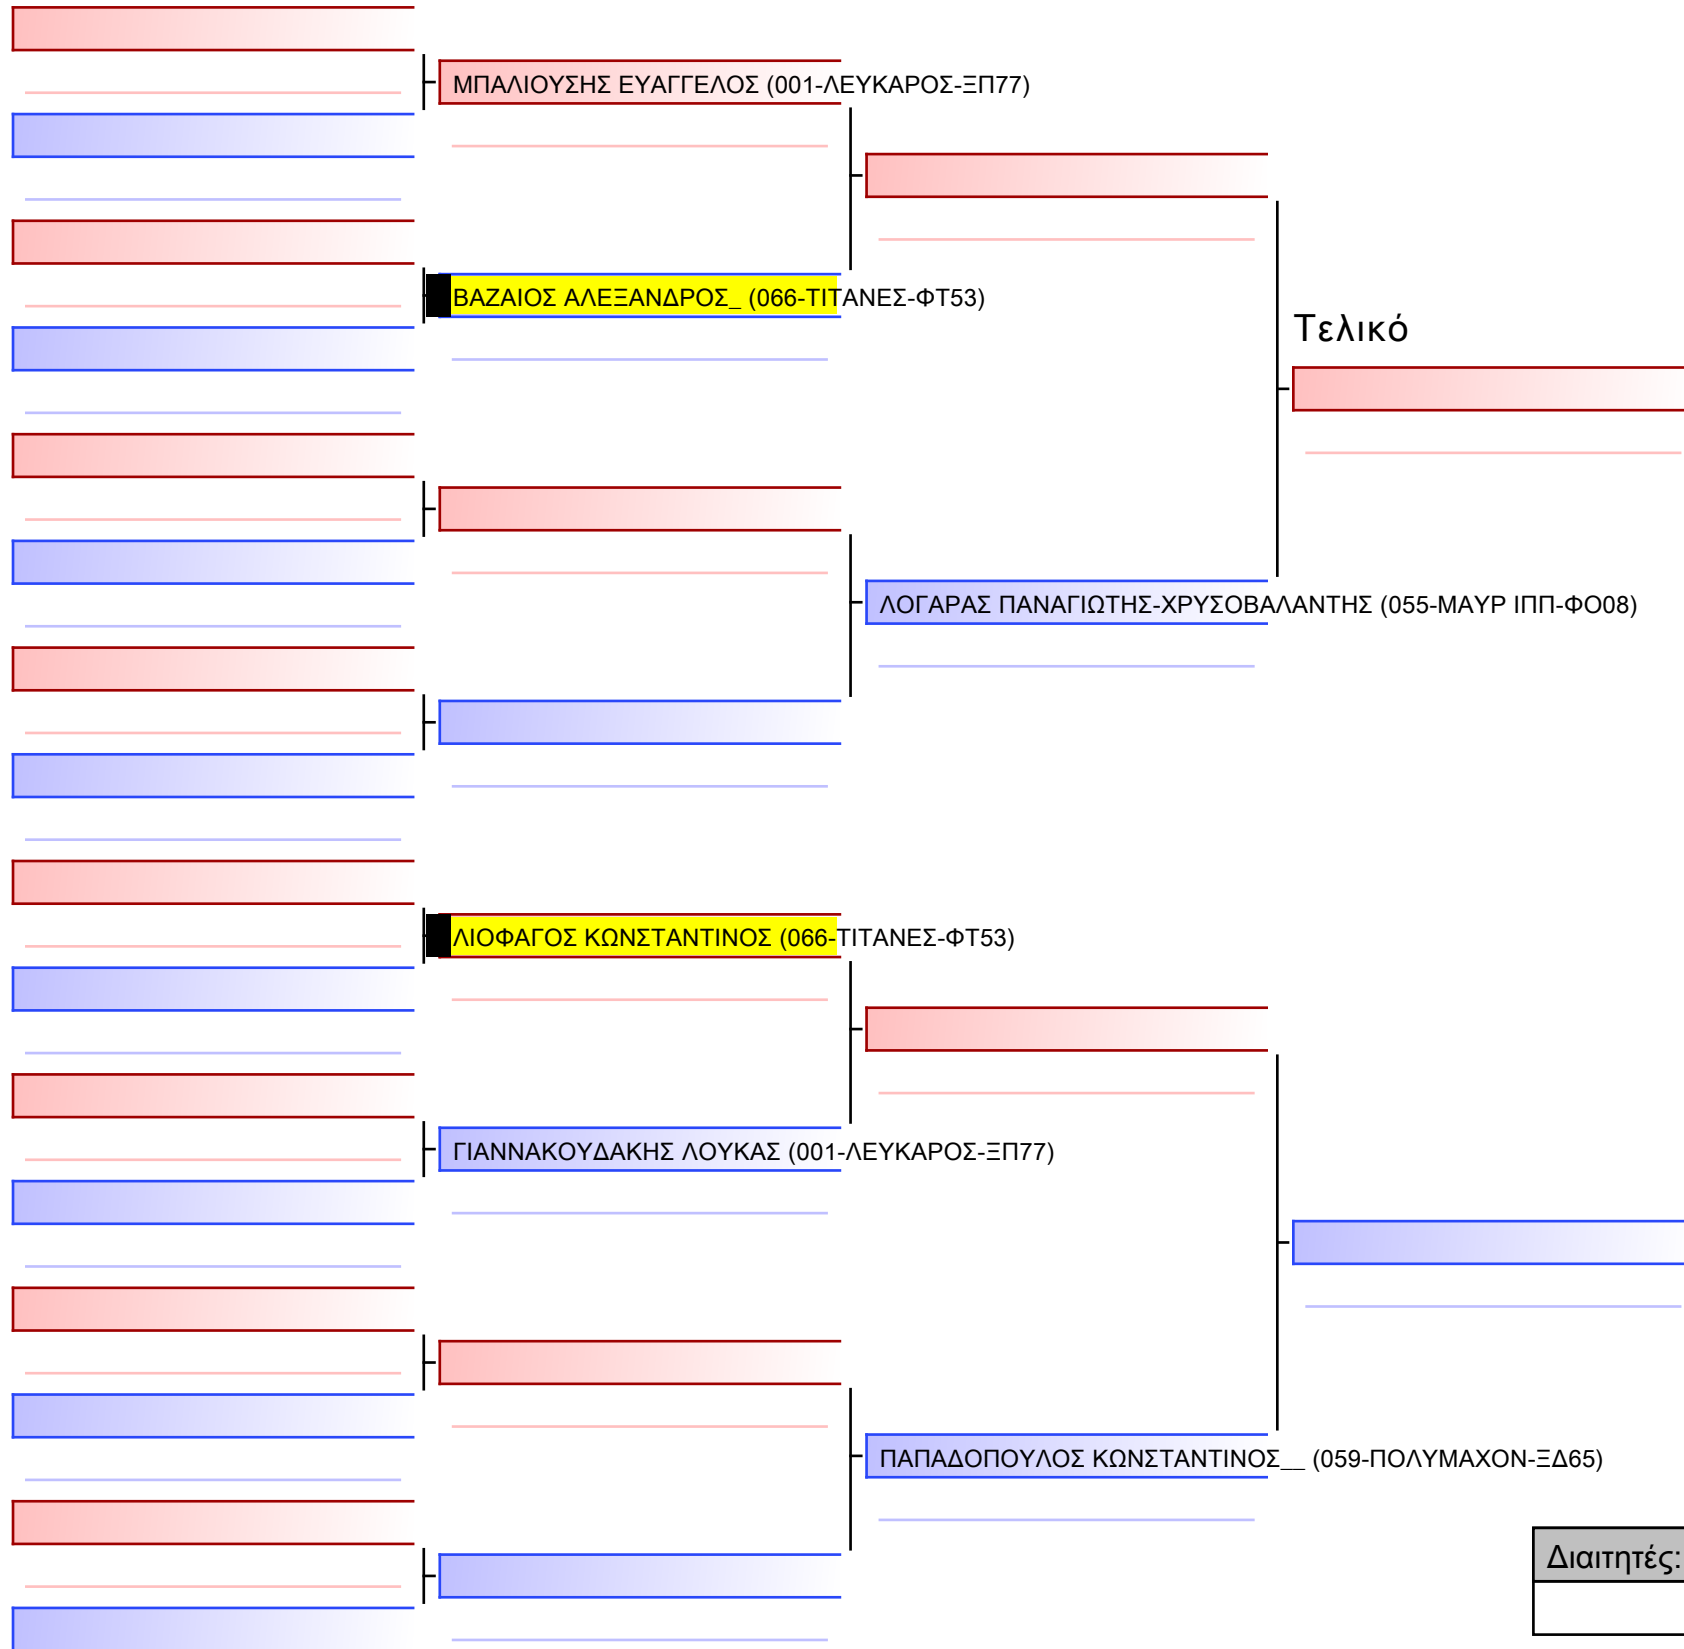 ΜΠΑΛΙΟΥΣΗΣ ΕΥΑΓΓΕΛΟΣ (001-ΛΕΥΚΑΡΟΣ-ΞΠ77)
ΒΑΖΑΙΟΣ ΑΛΕΞΑΝΔΡΟΣ_ (066-ΤΙΤΑΝΕΣ-ΦΤ53)
Τελικό
ΛΟΓΑΡΑΣ ΠΑΝΑΓΙΩΤΗΣ-ΧΡΥΣΟΒΑΛΑΝΤΗΣ (055-ΜΑΥΡ ΙΠΠ-ΦΟ08)
ΛΙΟΦΑΓΟΣ ΚΩΝΣΤΑΝΤΙΝΟΣ (066-ΤΙΤΑΝΕΣ-ΦΤ53)
ΓΙΑΝΝΑΚΟΥΔΑΚΗΣ ΛΟΥΚΑΣ (001-ΛΕΥΚΑΡΟΣ-ΞΠ77)
ΠΑΠΑΔΟΠΟΥΛΟΣ ΚΩΝΣΤΑΝΤΙΝΟΣ__ (059-ΠΟΛΥΜΑΧΟΝ-ΞΔ65)
Διαιτητές: